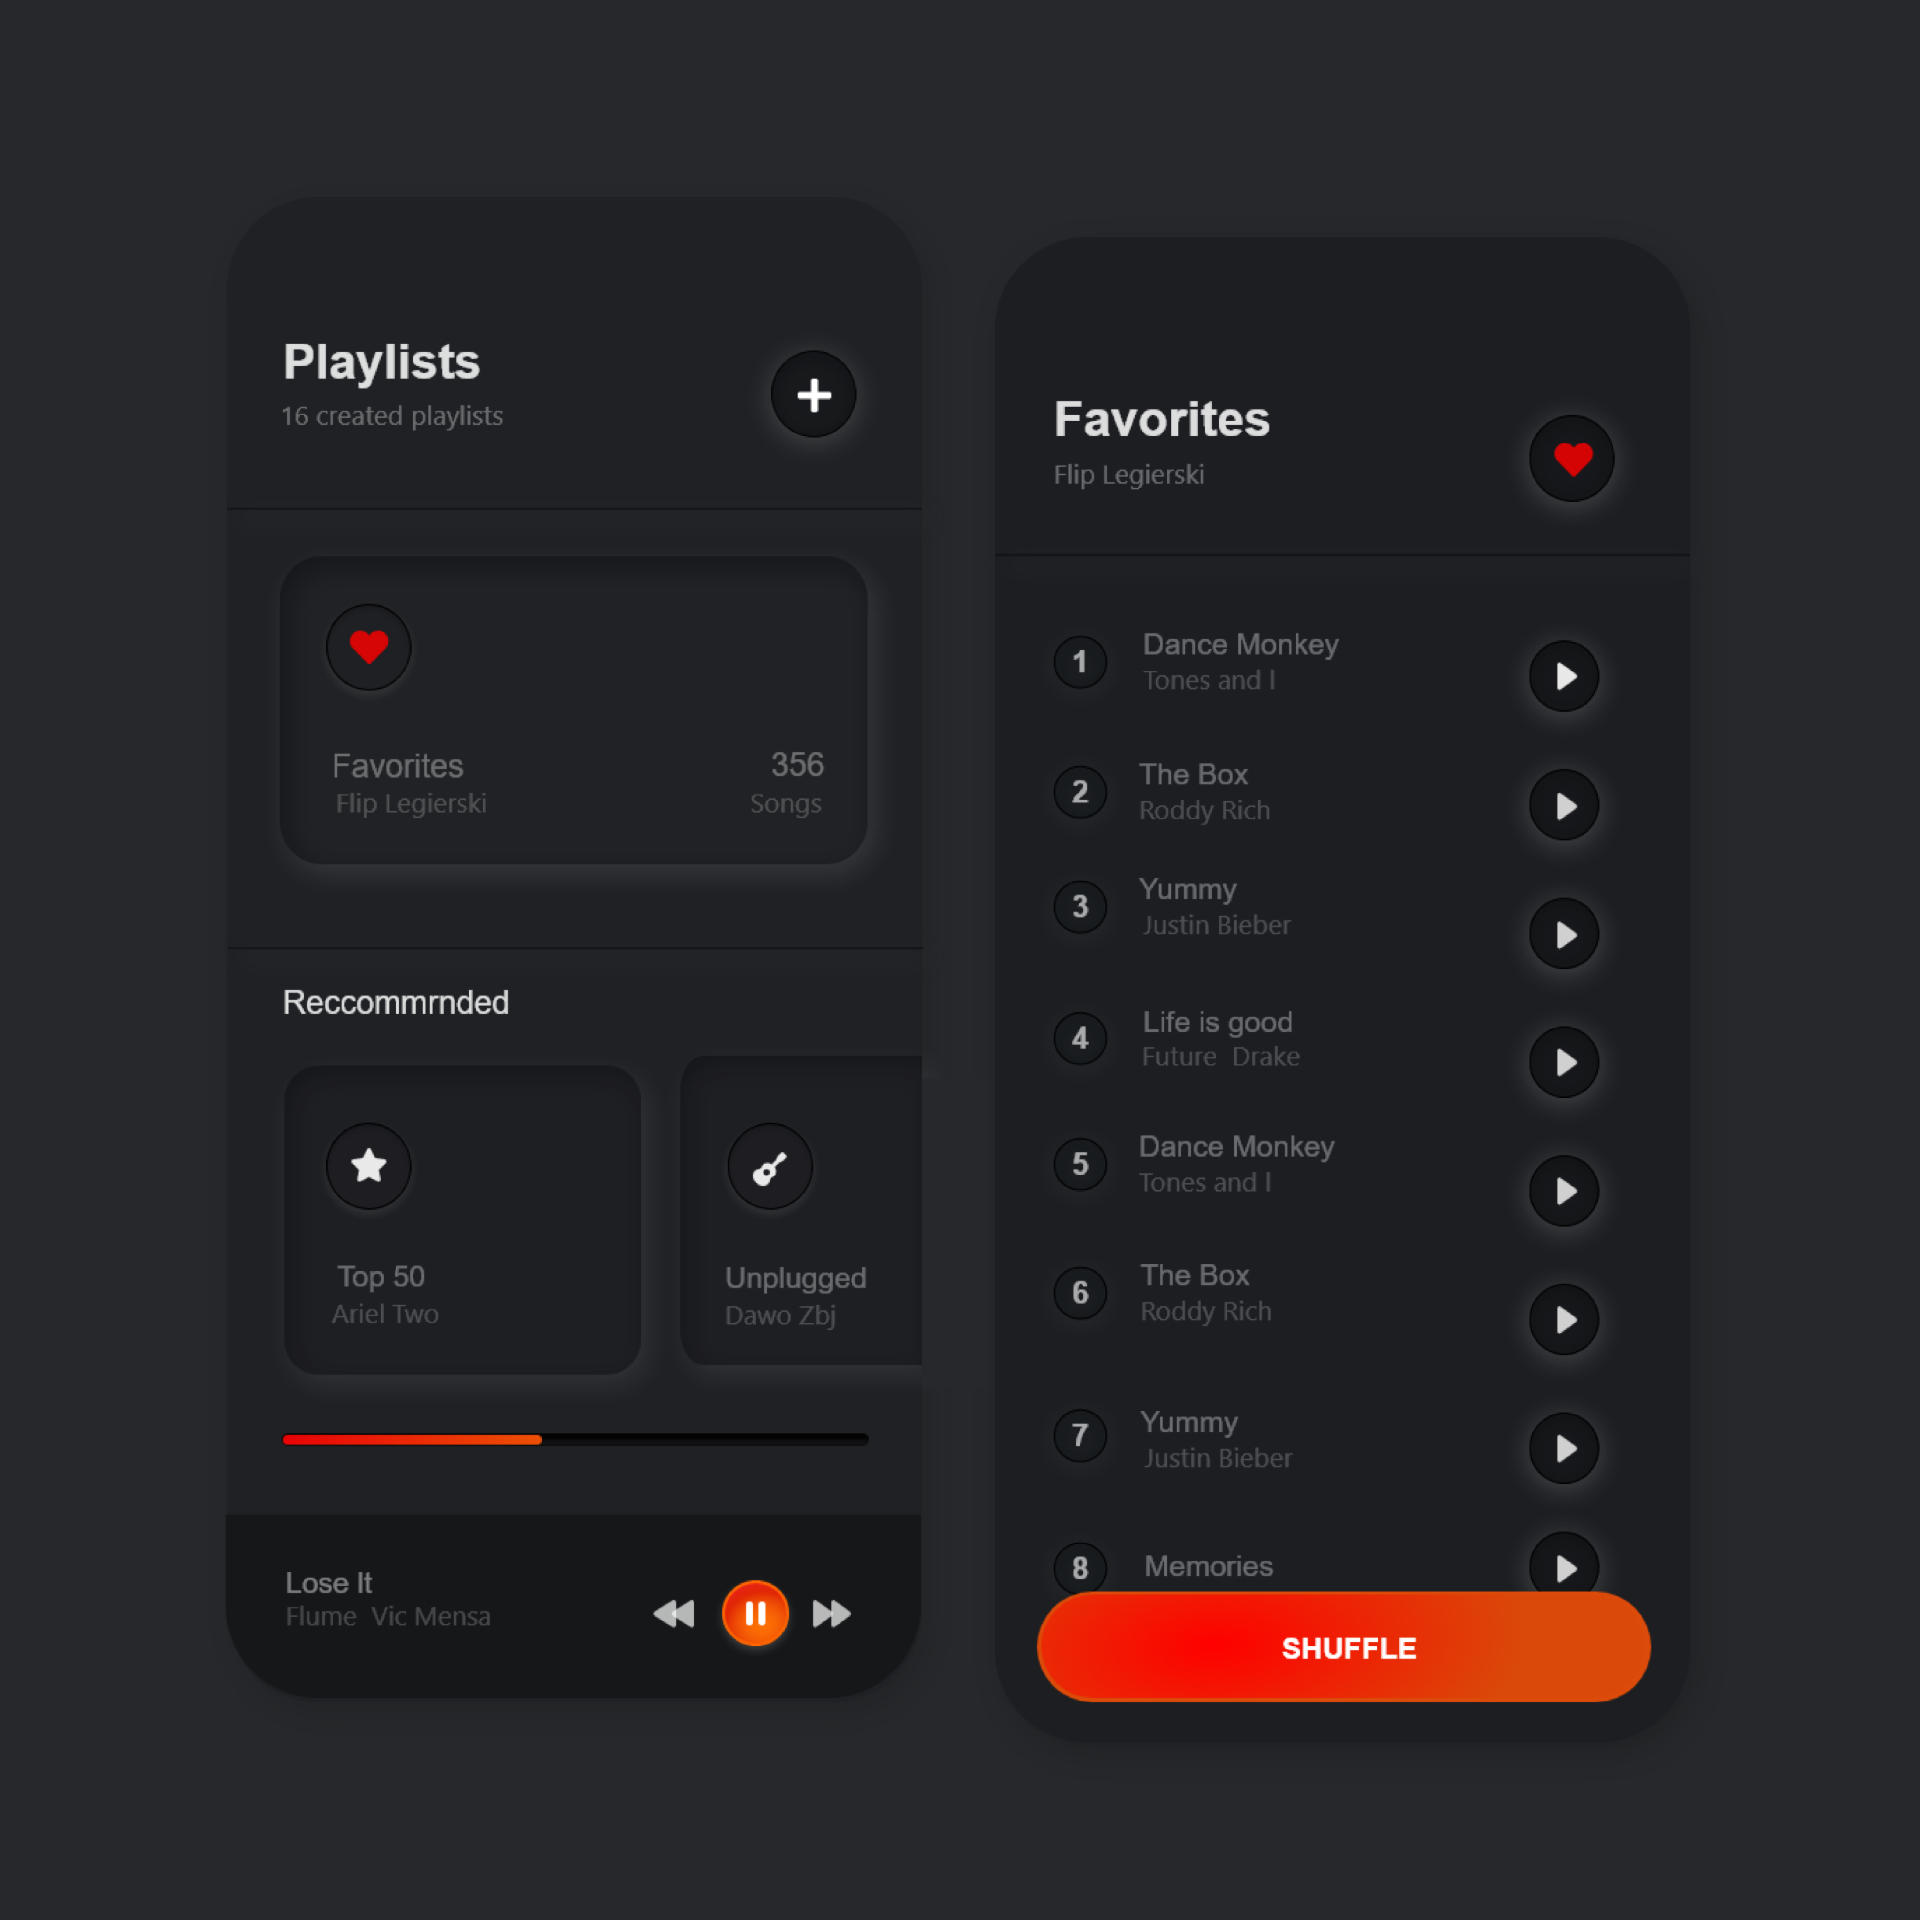 Playlists
16 created playlists
Favorites
Flip Legierski
356
Songs
Reccommrnded
Top 50
Ariel Two
Unplugged
Dawo Zbj
Lose It
Flume  Vic Mensa
Favorites
Flip Legierski
1
Dance Monkey
Tones and l
2
The Box
Roddy Rich
3
Yummy
Justin Bieber
4
Life is good
Future  Drake
5
Dance Monkey
Tones and l
6
The Box
Roddy Rich
7
Yummy
Justin Bieber
8
Memories
SHUFFLE